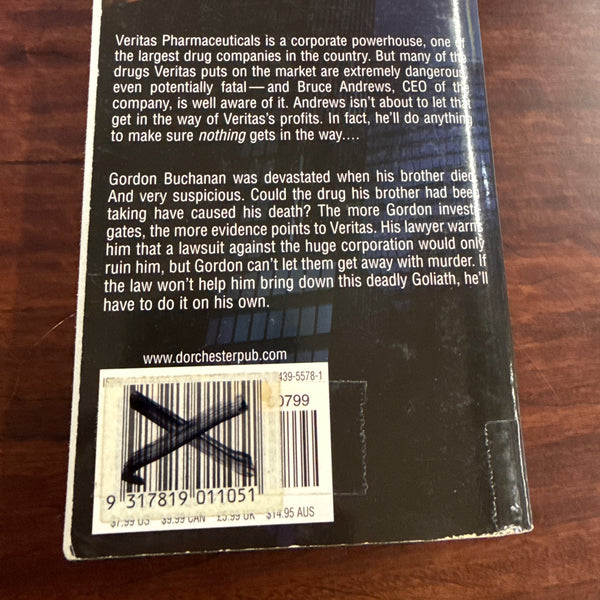 Veritas Pharmaceuticals is a corporate powerhouse, one of
the largest drug companies in the country. But many of the
drugs Veritas puts on the market are extremely dangerous,
even potentially fatal—and Bruce Andrews, CEO of the
company, is well aware of it. Andrews isn't about to let that
get in the way of Veritas's profits. In fact, he'll do anything
to make sure nothing gets in the way....
Gordon Buchanan was devastated when his brother died.
And very suspicious. Could the drug his brother had been
taking have caused his death? The more Gordon investi-
gates, the more evidence points to Veritas. His lawyer warns
him that a lawsuit against the huge corporation would only
ruin him, but Gordon can't let them get away with murder. If
the law won't help him bring down this deadly Goliath, he'll
have to do it on his own.
www.dorchesterpub.com
439-5578-1
0799
9 317819 011051
$7.99 US $9.99 CAN £5.99 UK $14.95 AUS